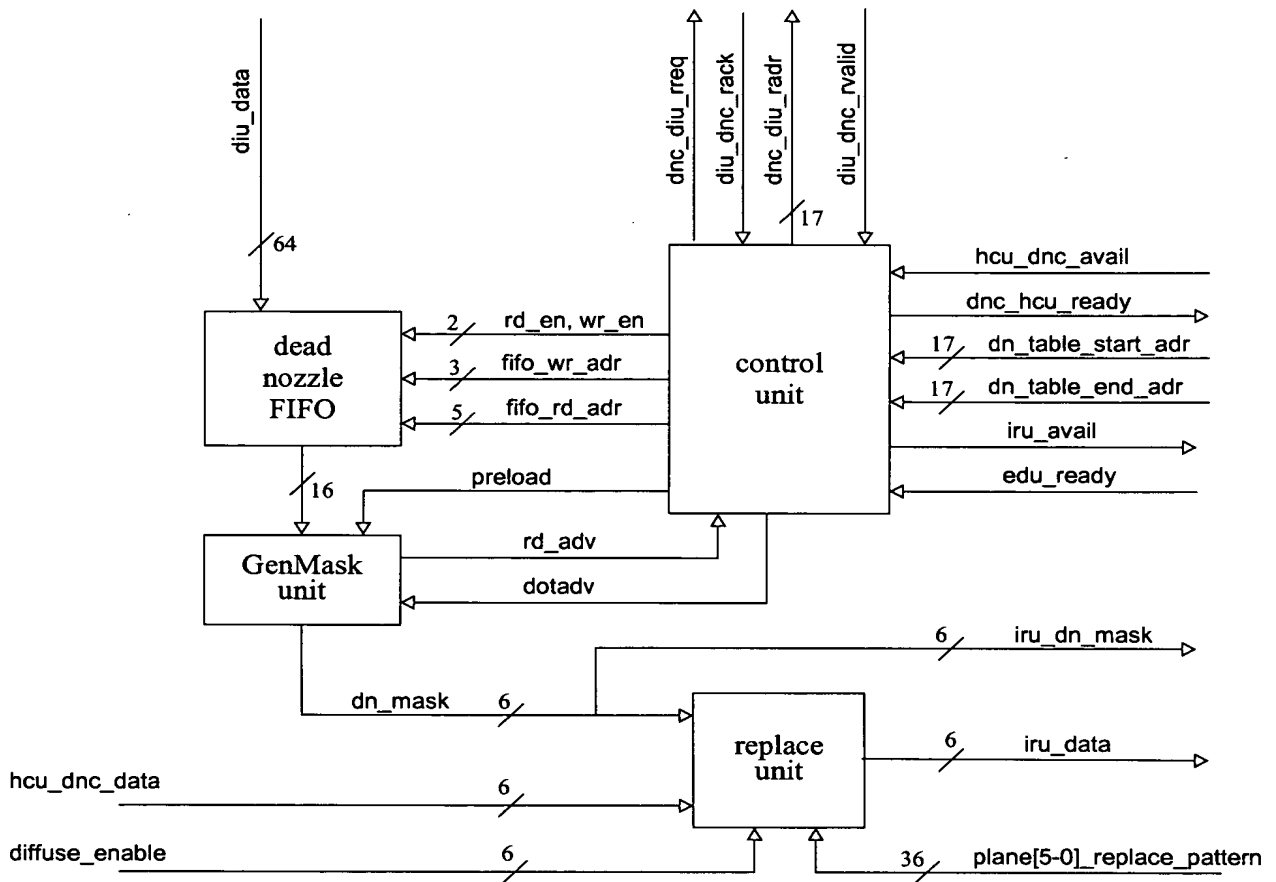 diu_data
64
dnc_diu_rreq
diu_dnc_rack
dnc_diu_radr
17
diu_dnc_rvalid
dead
nozzle
FIFO
2
rd_en, wr_en
3
fifo_wr_adr
5
fifo_rd_adr
control
unit
hcu_dnc_avail
dnc_hcu_ready
17
dn_table_start_adr
17
dn_table_end_adr
iru_avail
edu_ready
16
preload
GenMask
unit
rd_adv
dotadv
dn_mask
6
6
iru_dn_mask
replace
unit
6
iru_data
hcu_dnc_data
6
diffuse_enable
6
36
plane[5-0]_replace_pattern